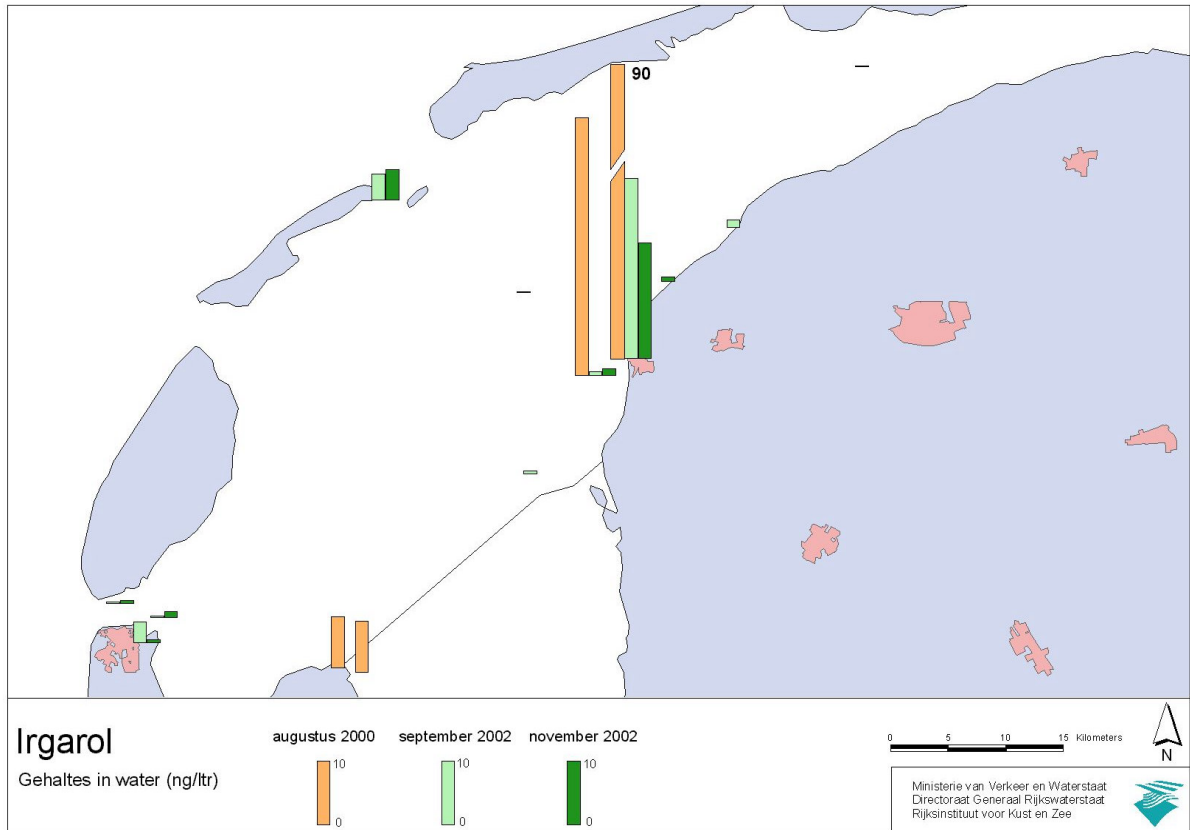 90
Irgarol
Gehaltes in water (ng/ltr)
augustus 2000 september 2002 november 2002
10 10 10
0 0 0
0 5 10 15 Kilometers
N
Ministerie van Verkeer en Waterstaat
Directoraat Generaal Rijkswaterstaat
Rijksinstituut voor Kust en Zee